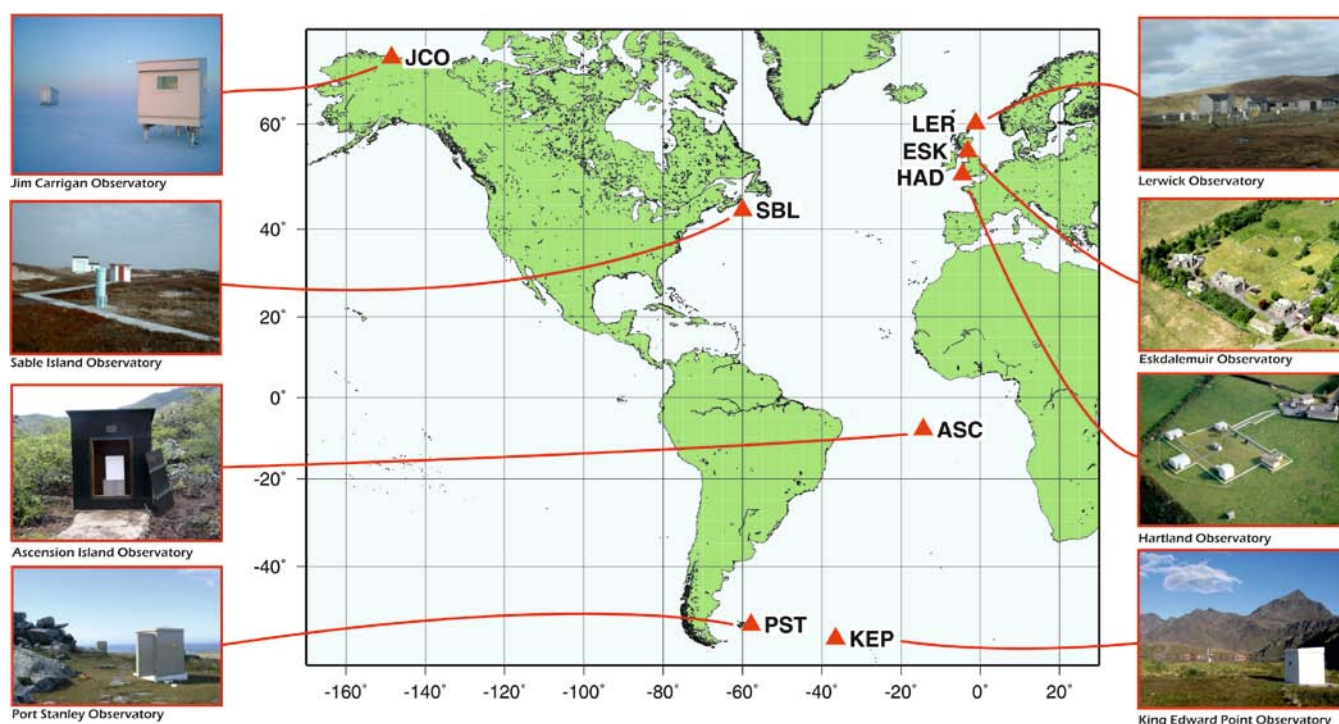 Jim Carrigan Observatory
Sable Island Observatory
Ascension Island Observatory
Port Stanley Observatory
JCO
LER
ESK
HAD
SBL
ASC
PST
KEP
60°
40°
20°
0°
-20°
-40°
-160° -140° -120° -100° -80° -60° -40° -20° 0° 20°
Lerwick Observatory
Eskdalemuir Observatory
Hartland Observatory
King Edward Point Observatory